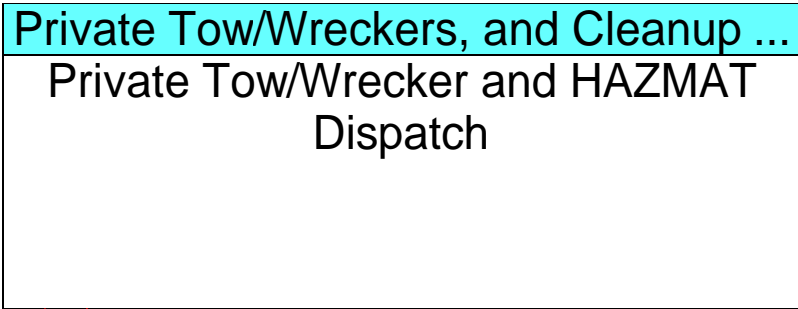 Private Tow/Wreckers, and Cleanup ...
Private Tow/Wrecker and HAZMAT
Dispatch